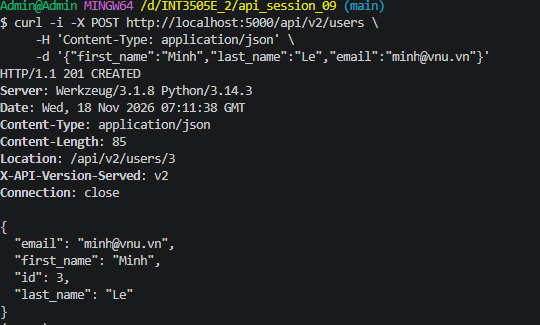 Admin@Admin MINGW64 /d/INT3505E_2/api_session_09 (main)
$ curl -i -X POST http://localhost:5000/api/v2/users \
     -H 'Content-Type: application/json' \
     -d '{"first_name":"Minh","last_name":"Le","email":"minh@vnu.vn"}'
HTTP/1.1 201 CREATED
Server: Werkzeug/3.1.8 Python/3.14.3
Date: Wed, 18 Nov 2026 07:11:38 GMT
Content-Type: application/json
Content-Length: 85
Location: /api/v2/users/3
X-API-Version-Served: v2
Connection: close

{
  "email": "minh@vnu.vn",
  "first_name": "Minh",
  "id": 3,
  "last_name": "Le"
}